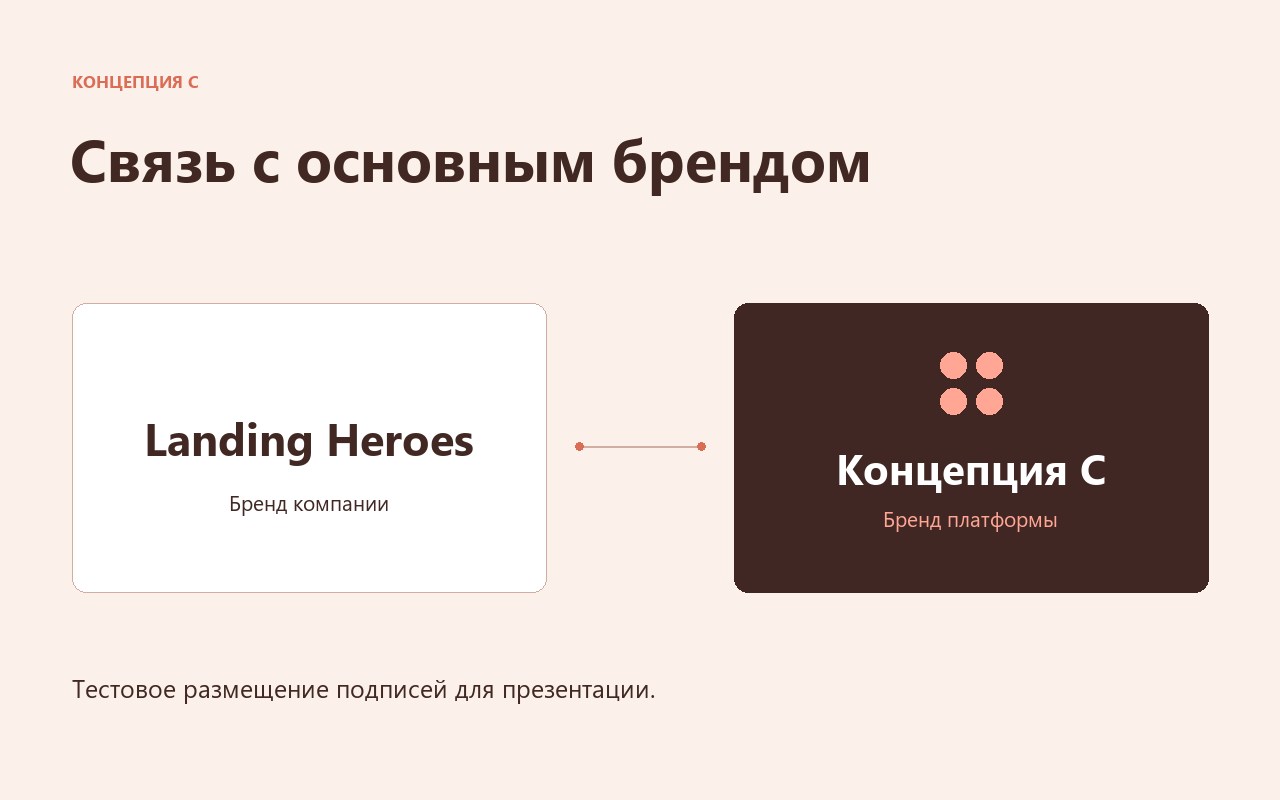 КОНЦЕПЦИЯ C
Связь с основным брендом
Landing Heroes
Бренд компании
Концепция C
Бренд платформы
Тестовое размещение подписей для презентации.